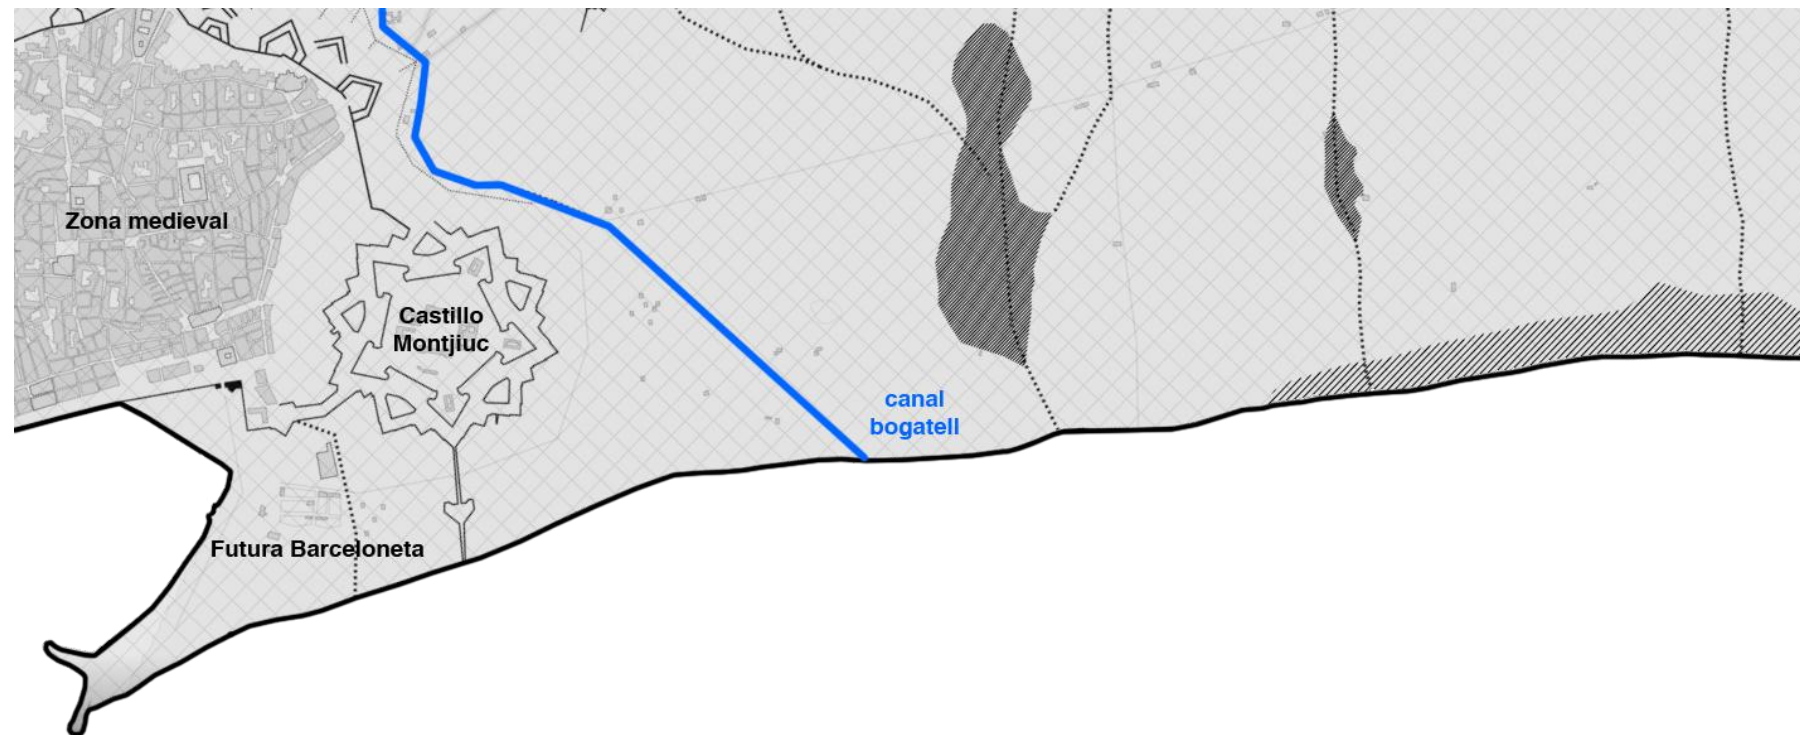 Zona medieval
Castillo
Montjiuc
canal
bogatell
Futura Barceloneta